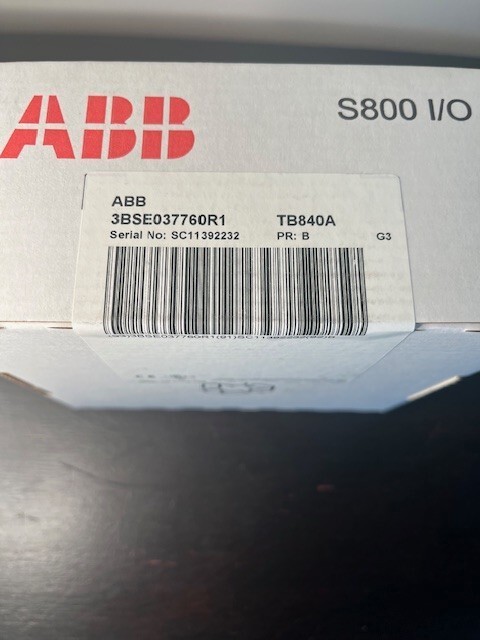 ABB
S800 I/O
ABB
3BSE037760R1 TB840A
Serial No: SC11392232 PR: B G3